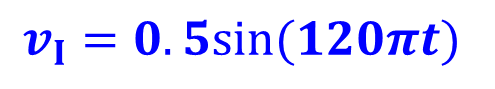 v_I = 0.5sin(120πt)